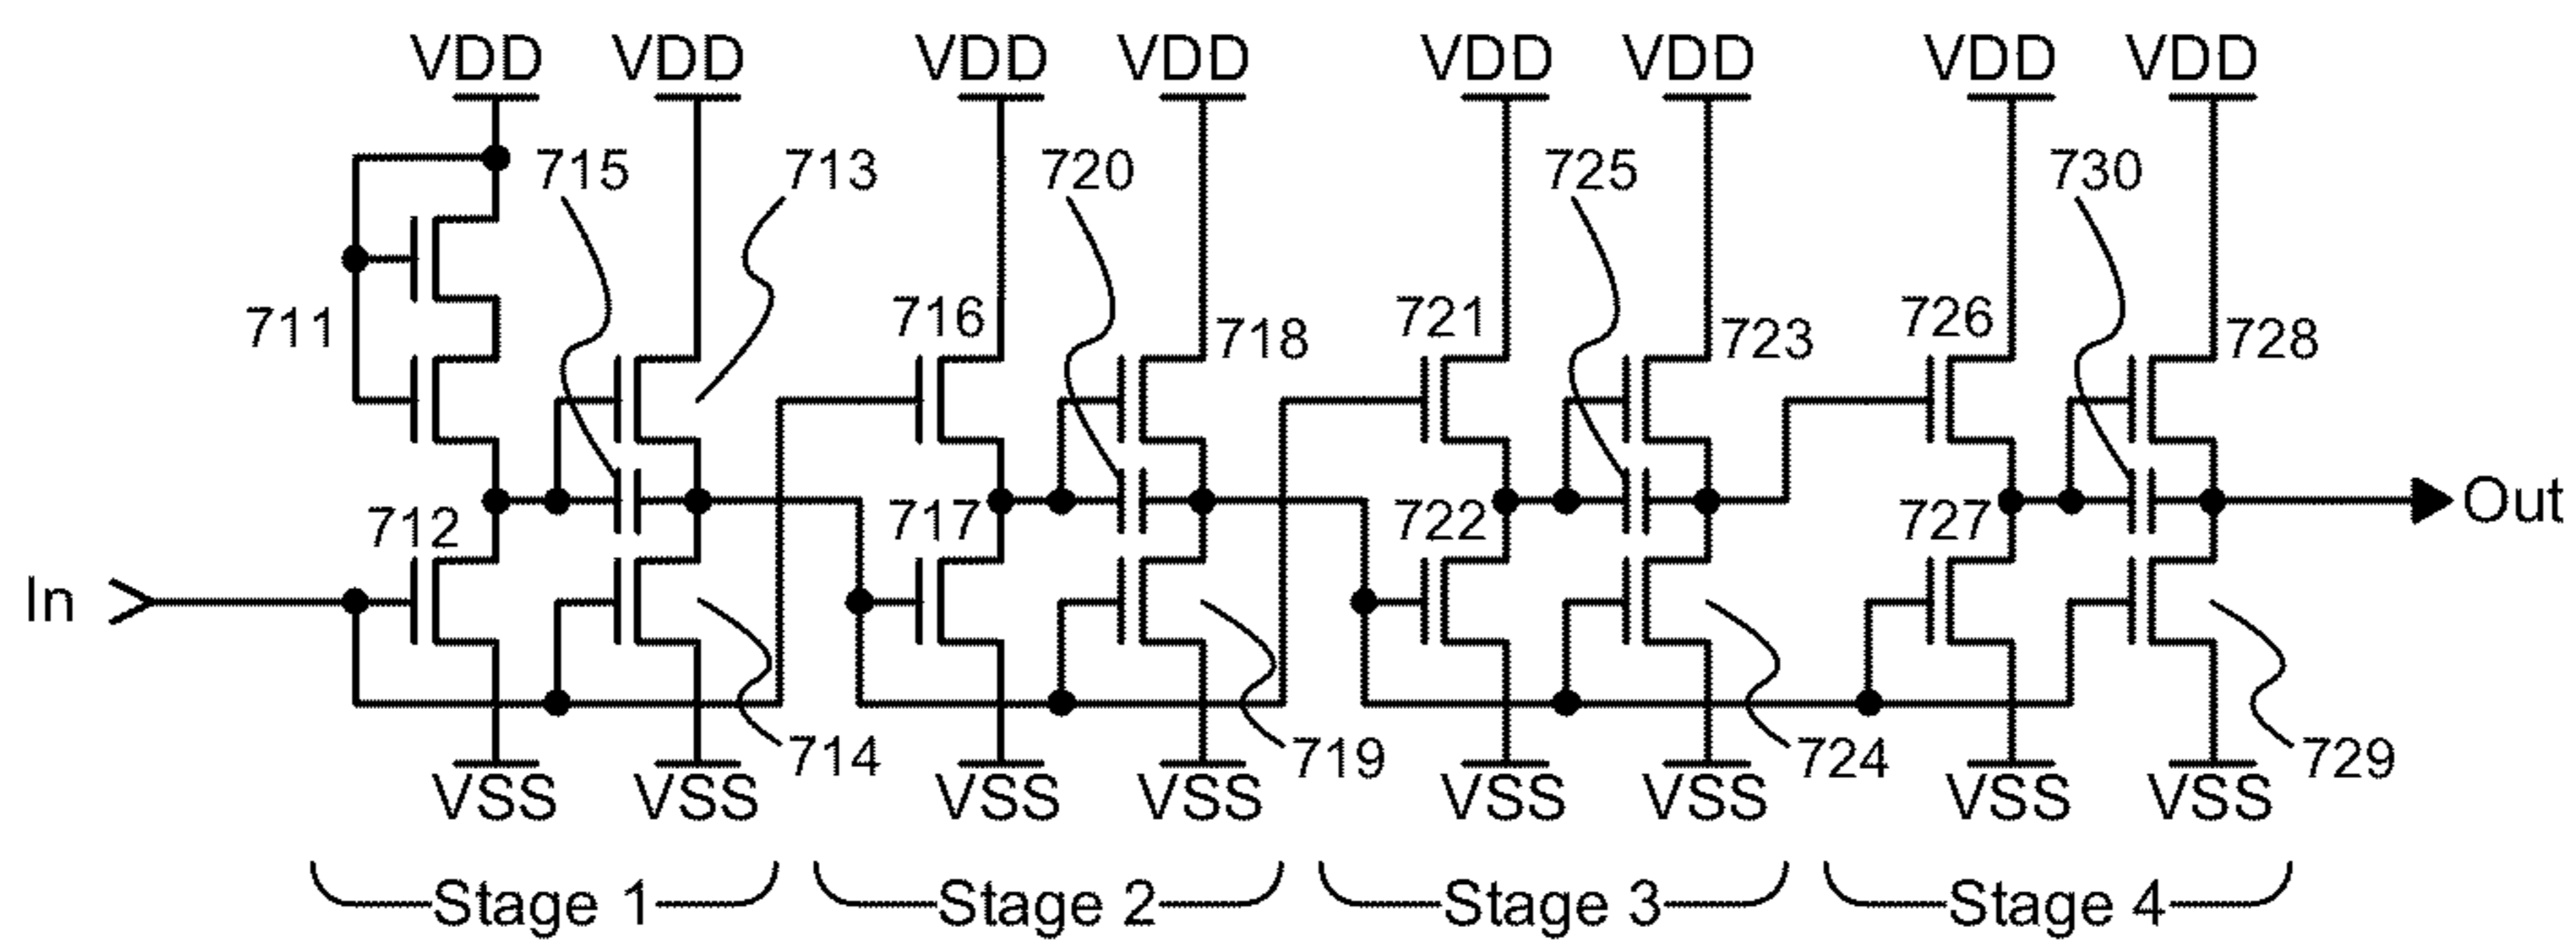 VDD VDD VDD VDD VDD VDD VDD VDD
715 713 720 725 730
711 716 718 721 723 726 728
712 717 722 727 Out
In
714 719 724 729
VSS VSS VSS VSS VSS VSS VSS VSS
Stage 1 Stage 2 Stage 3 Stage 4